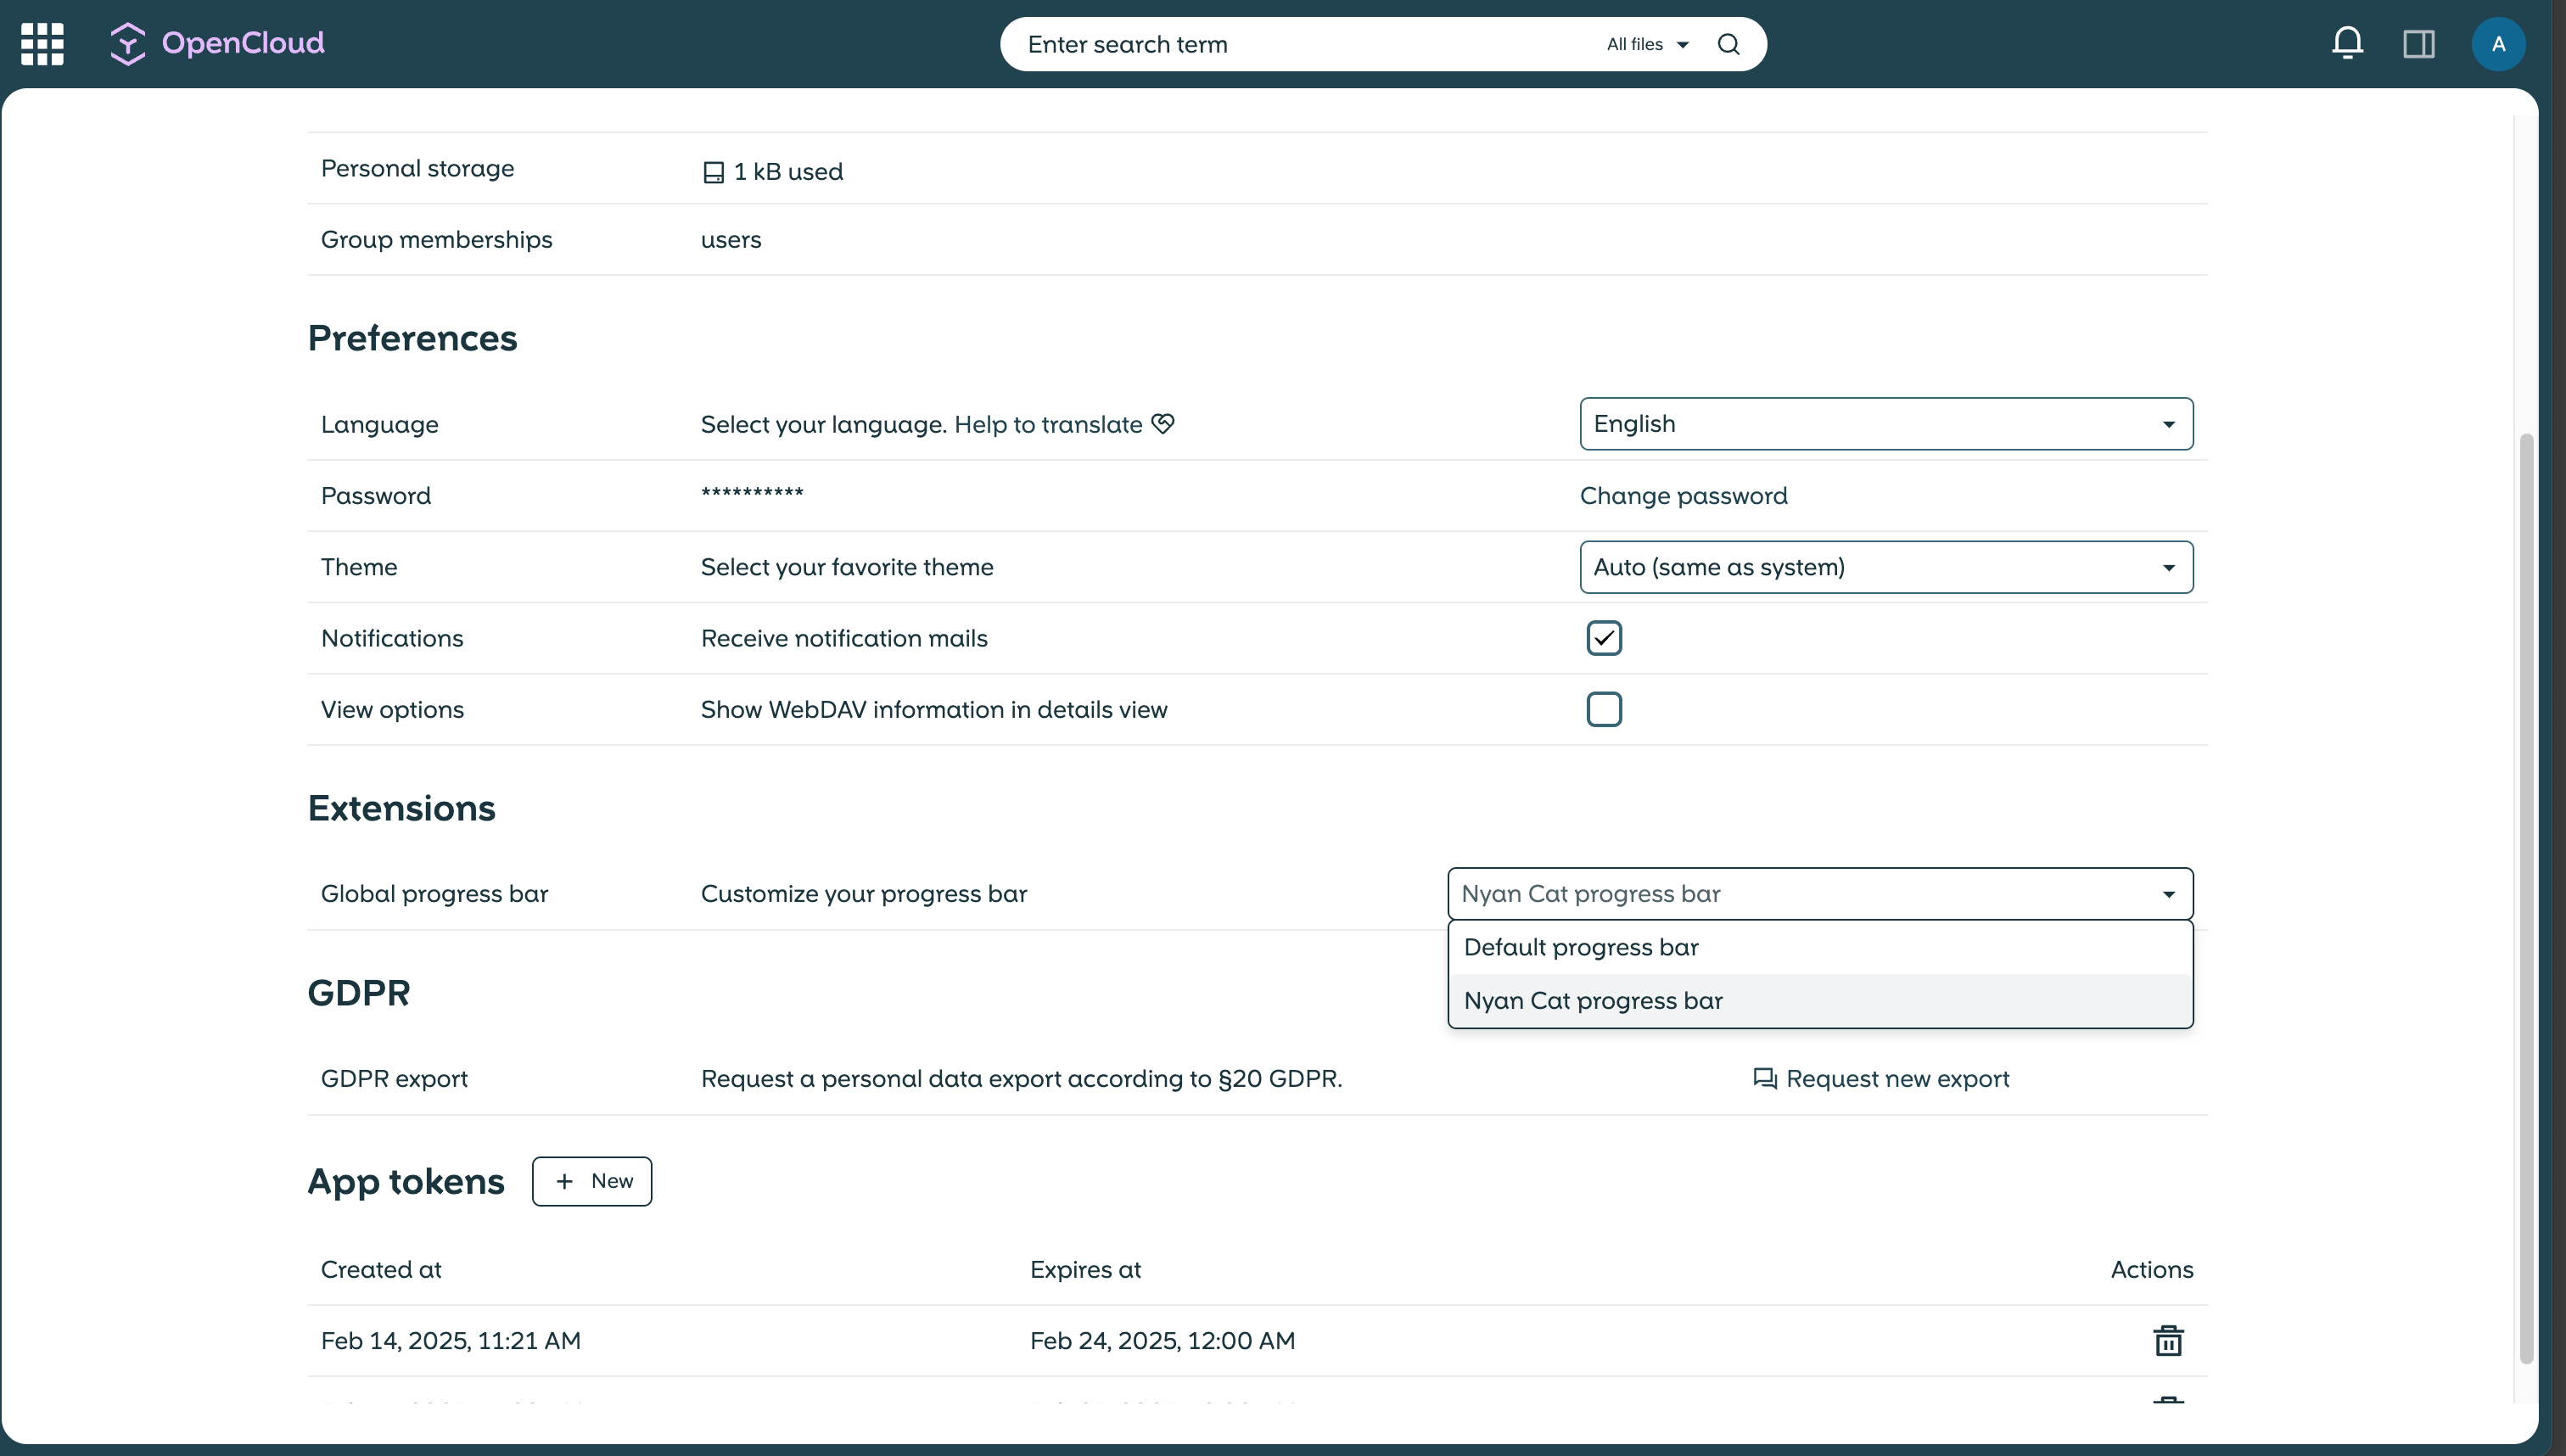 OpenCloud
Enter search term All files
A
Personal storage 1 kB used
Group memberships users
Preferences
Language Select your language. Help to translate English
Password ********** Change password
Theme Select your favorite theme Auto (same as system)
Notifications Receive notification mails
View options Show WebDAV information in details view
Extensions
Global progress bar Customize your progress bar Nyan Cat progress bar
Default progress bar
Nyan Cat progress bar
GDPR
GDPR export Request a personal data export according to §20 GDPR. Request new export
App tokens + New
Created at Expires at Actions
Feb 14, 2025, 11:21 AM Feb 24, 2025, 12:00 AM